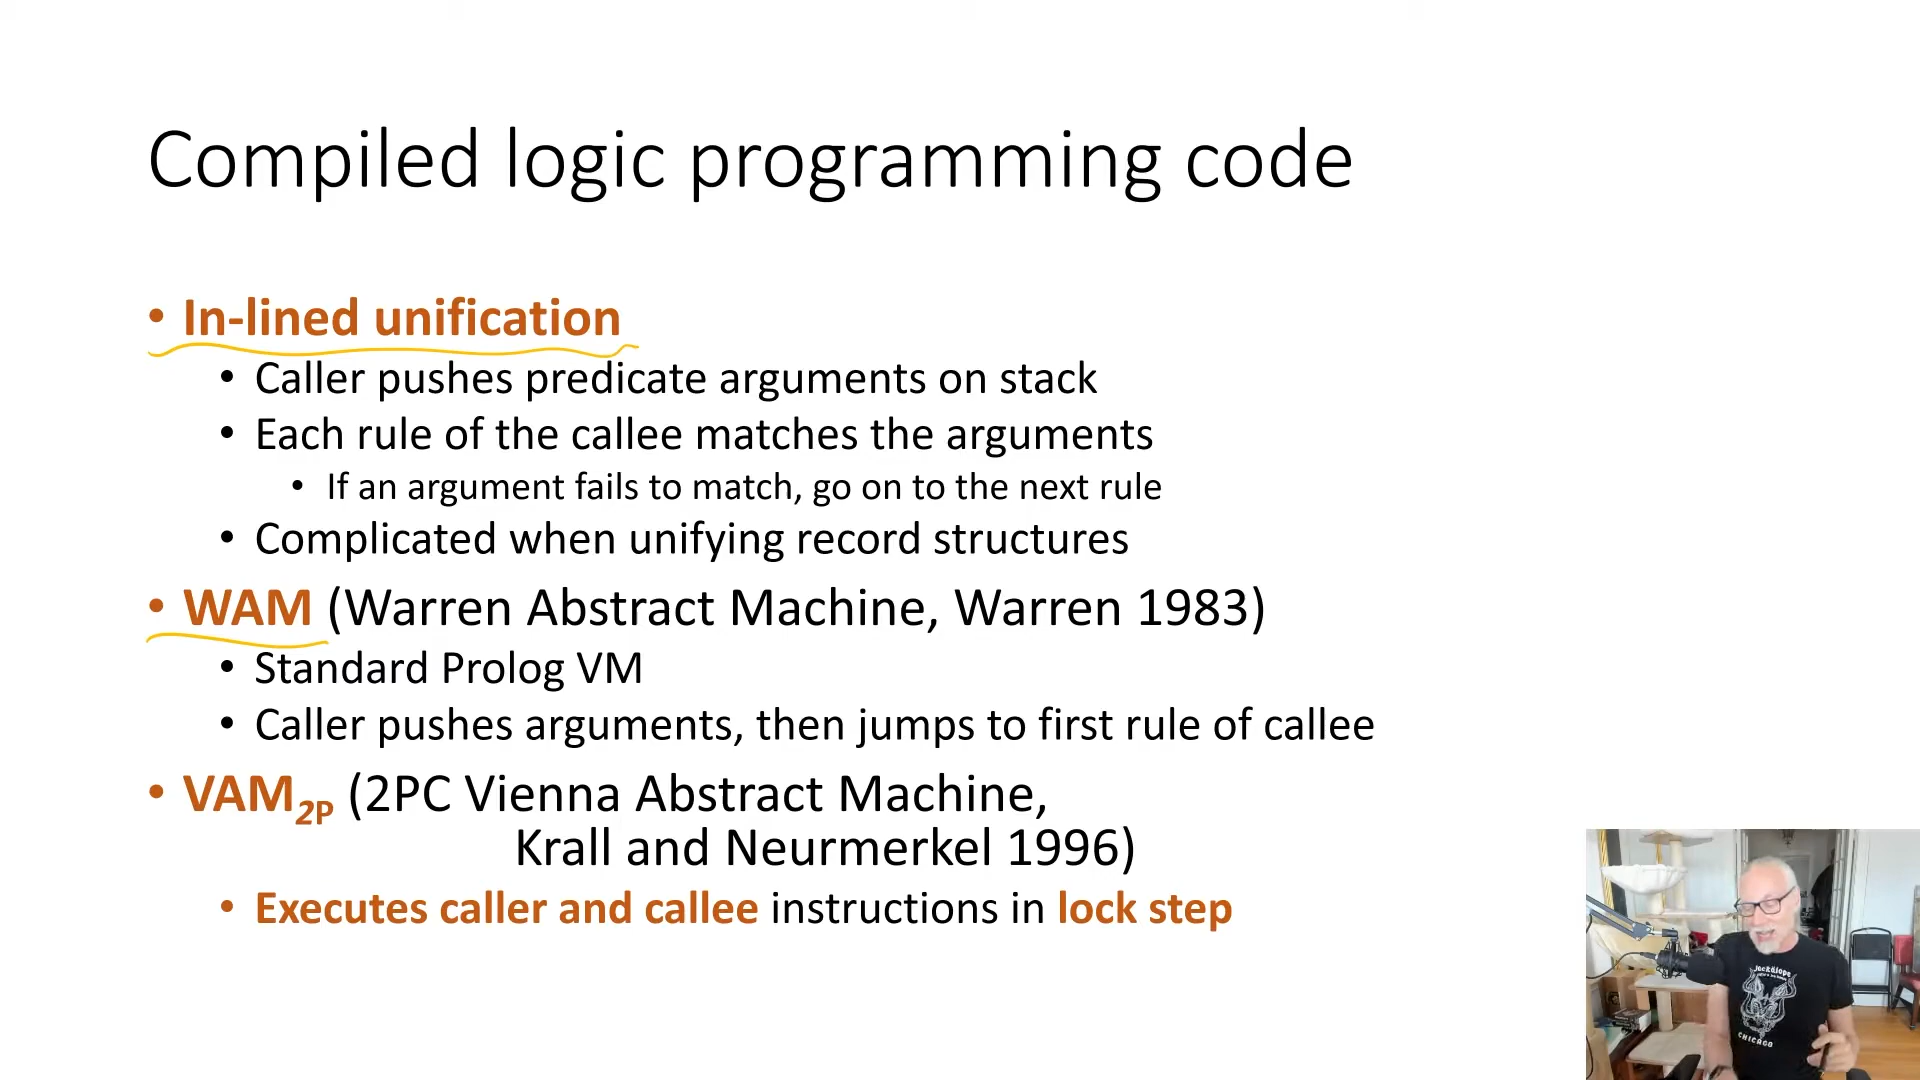 Compiled logic programming code
• In-lined unification
• Caller pushes predicate arguments on stack
• Each rule of the callee matches the arguments
• If an argument fails to match, go on to the next rule
• Complicated when unifying record structures
• WAM (Warren Abstract Machine, Warren 1983)
• Standard Prolog VM
• Caller pushes arguments, then jumps to first rule of callee
• VAM2P (2PC Vienna Abstract Machine,
Krall and Neurmerkel 1996)
• Executes caller and callee instructions in lock step
Jackalope
CHICAGO